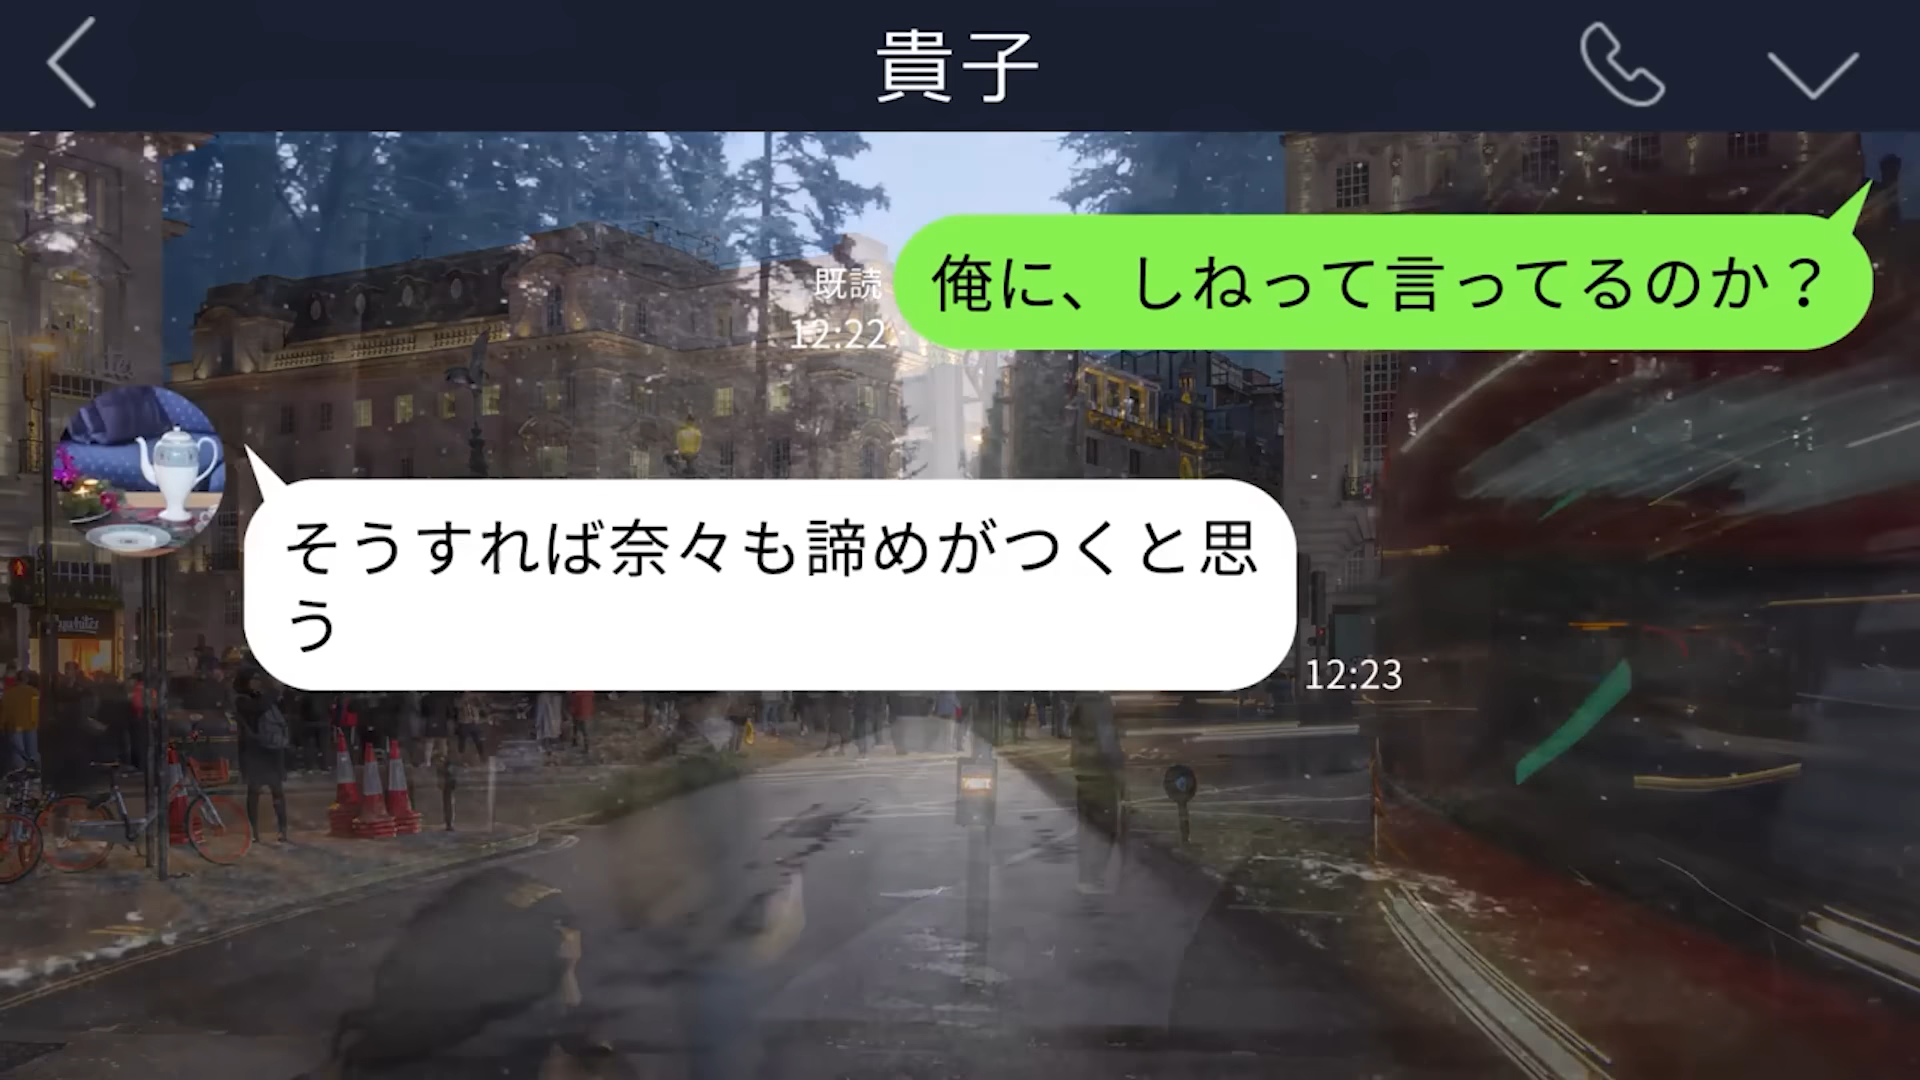 貴子
俺に、しねって言ってるのか？
既読
12:22
そうすれば奈々も諦めがつくと思
う
12:23